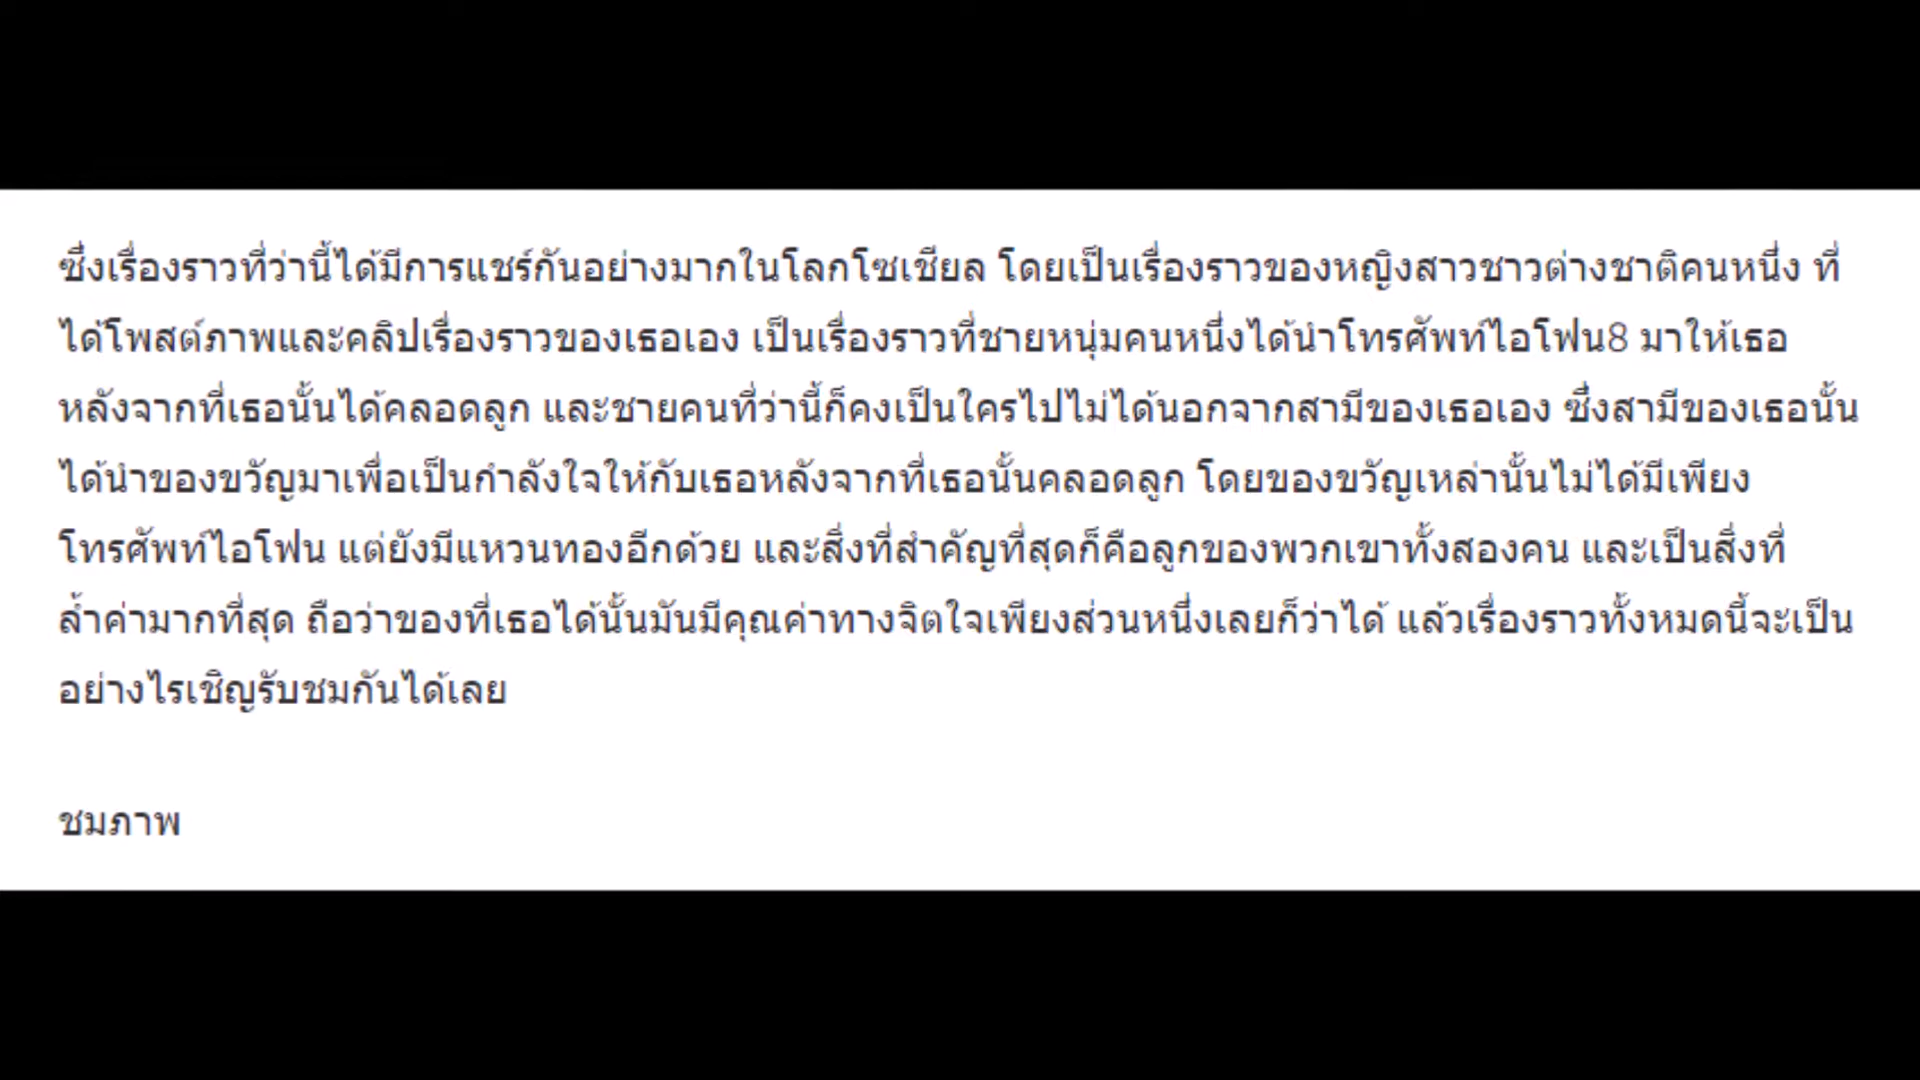 ซึ่งเรื่องราวที่ว่านี้ได้มีการแชร์กันอย่างมากในโลกโซเชียล โดยเป็นเรื่องราวของหญิงสาวชาวต่างชาติคนหนึ่ง ที่
ได้โพสต์ภาพและคลิปเรื่องราวของเธอเอง เป็นเรื่องราวที่ชายหนุ่มคนหนึ่งได้นำโทรศัพท์ไอโฟน8 มาให้เธอ
หลังจากที่เธอนั้นได้คลอดลูก และชายคนที่ว่านี้ก็คงเป็นใครไปไม่ได้นอกจากสามีของเธอเอง ซึ่งสามีของเธอนั้น
ได้นำของขวัญมาเพื่อเป็นกำลังใจให้กับเธอหลังจากที่เธอนั้นคลอดลูก โดยของขวัญเหล่านั้นไม่ได้มีเพียง
โทรศัพท์ไอโฟน แต่ยังมีแหวนทองอีกด้วย และสิ่งที่สำคัญที่สุดก็คือลูกของพวกเขาทั้งสองคน และเป็นสิ่งที่
ล้ำค่ามากที่สุด ถือว่าของที่เธอได้นั้นมันมีคุณค่าทางจิตใจเพียงส่วนหนึ่งเลยก็ว่าได้ แล้วเรื่องราวทั้งหมดนี้จะเป็น
อย่างไรเชิญรับชมกันได้เลย
ชมภาพ